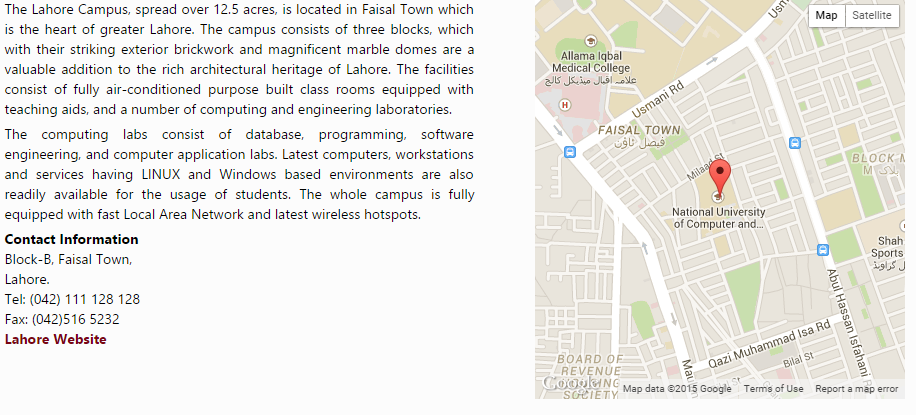 The Lahore Campus, spread over 12.5 acres, is located in Faisal Town which
is the heart of greater Lahore. The campus consists of three blocks, which
with their striking exterior brickwork and magnificent marble domes are a
valuable addition to the rich architectural heritage of Lahore. The facilities
consist of fully air-conditioned purpose built class rooms equipped with
teaching aids, and a number of computing and engineering laboratories.
The computing labs consist of database, programming, software
engineering, and computer application labs. Latest computers, workstations
and services having LINUX and Windows based environments are also
readily available for the usage of students. The whole campus is fully
equipped with fast Local Area Network and latest wireless hotspots.
Contact Information
Block-B, Faisal Town,
Lahore.
Tel: (042) 111 128 128
Fax: (042)516 5232
Lahore Website
Map Satellite
Usm
Allama Iqbal
Medical College
علامہ اقبال میڈیکل کالج
H
Usmani Rd
FAISAL TOWN
فیصل ٹاؤن
Milaad St
BLOCK M
M بلاک
National University
of Computer and...
Shah
Sports
Abul Hassan Isfahani
Qazi Muhammad Isa Rd
Bilal St
Mau
BOARD OF
REVENUE
SOCIETY
Google
Map data ©2015 Google Terms of Use Report a map error